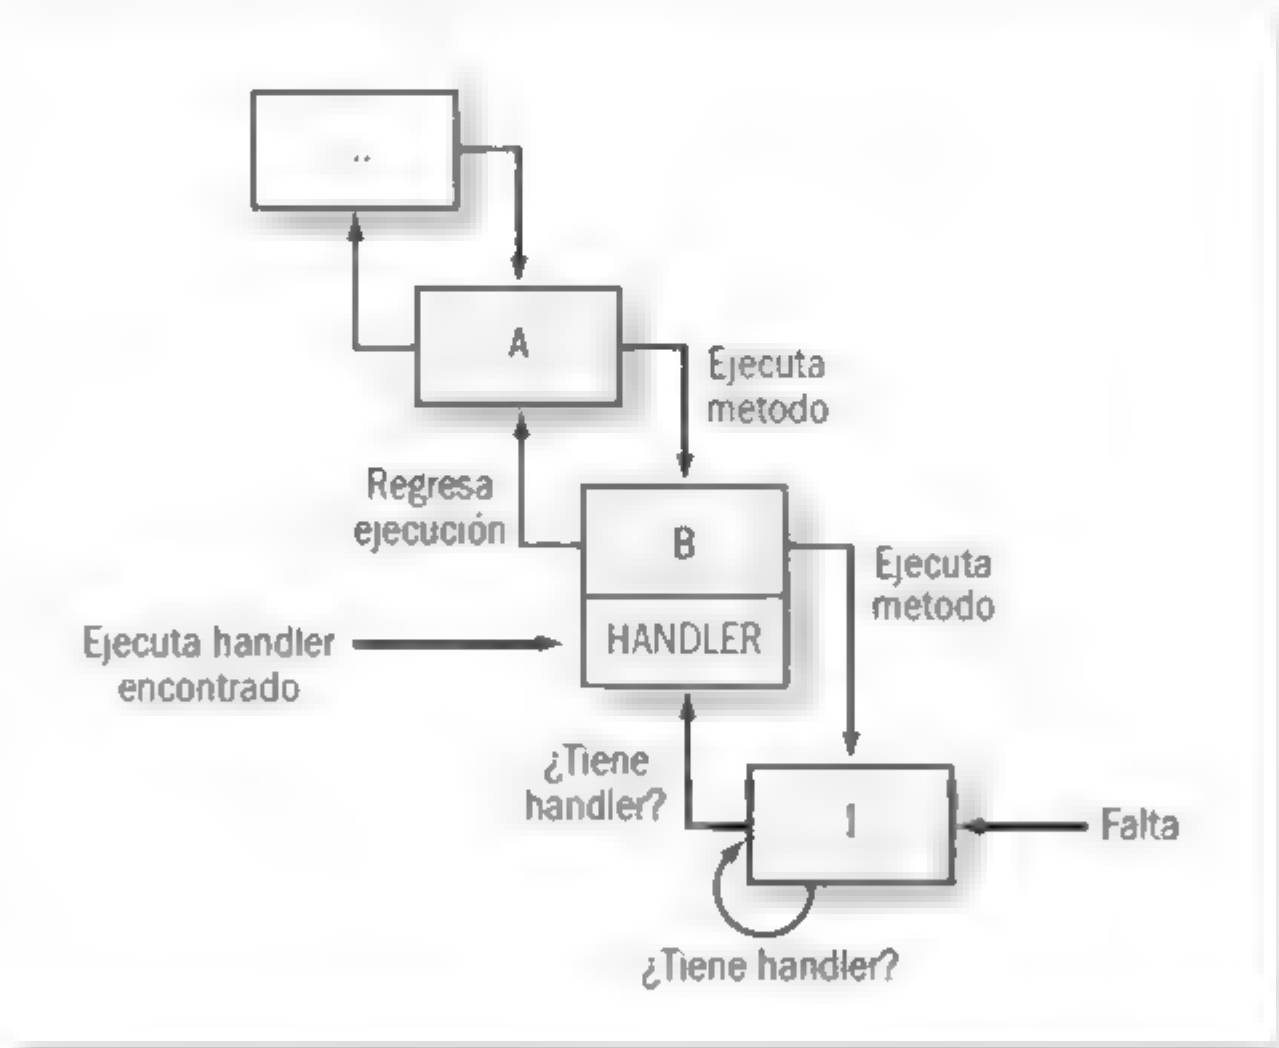 ..
A
Ejecuta
metodo
Regresa
ejecución
B
Ejecuta
metodo
HANDLER
Ejecuta handler
encontrado
¿Tiene
handler?
1
Falta
¿Tiene handler?